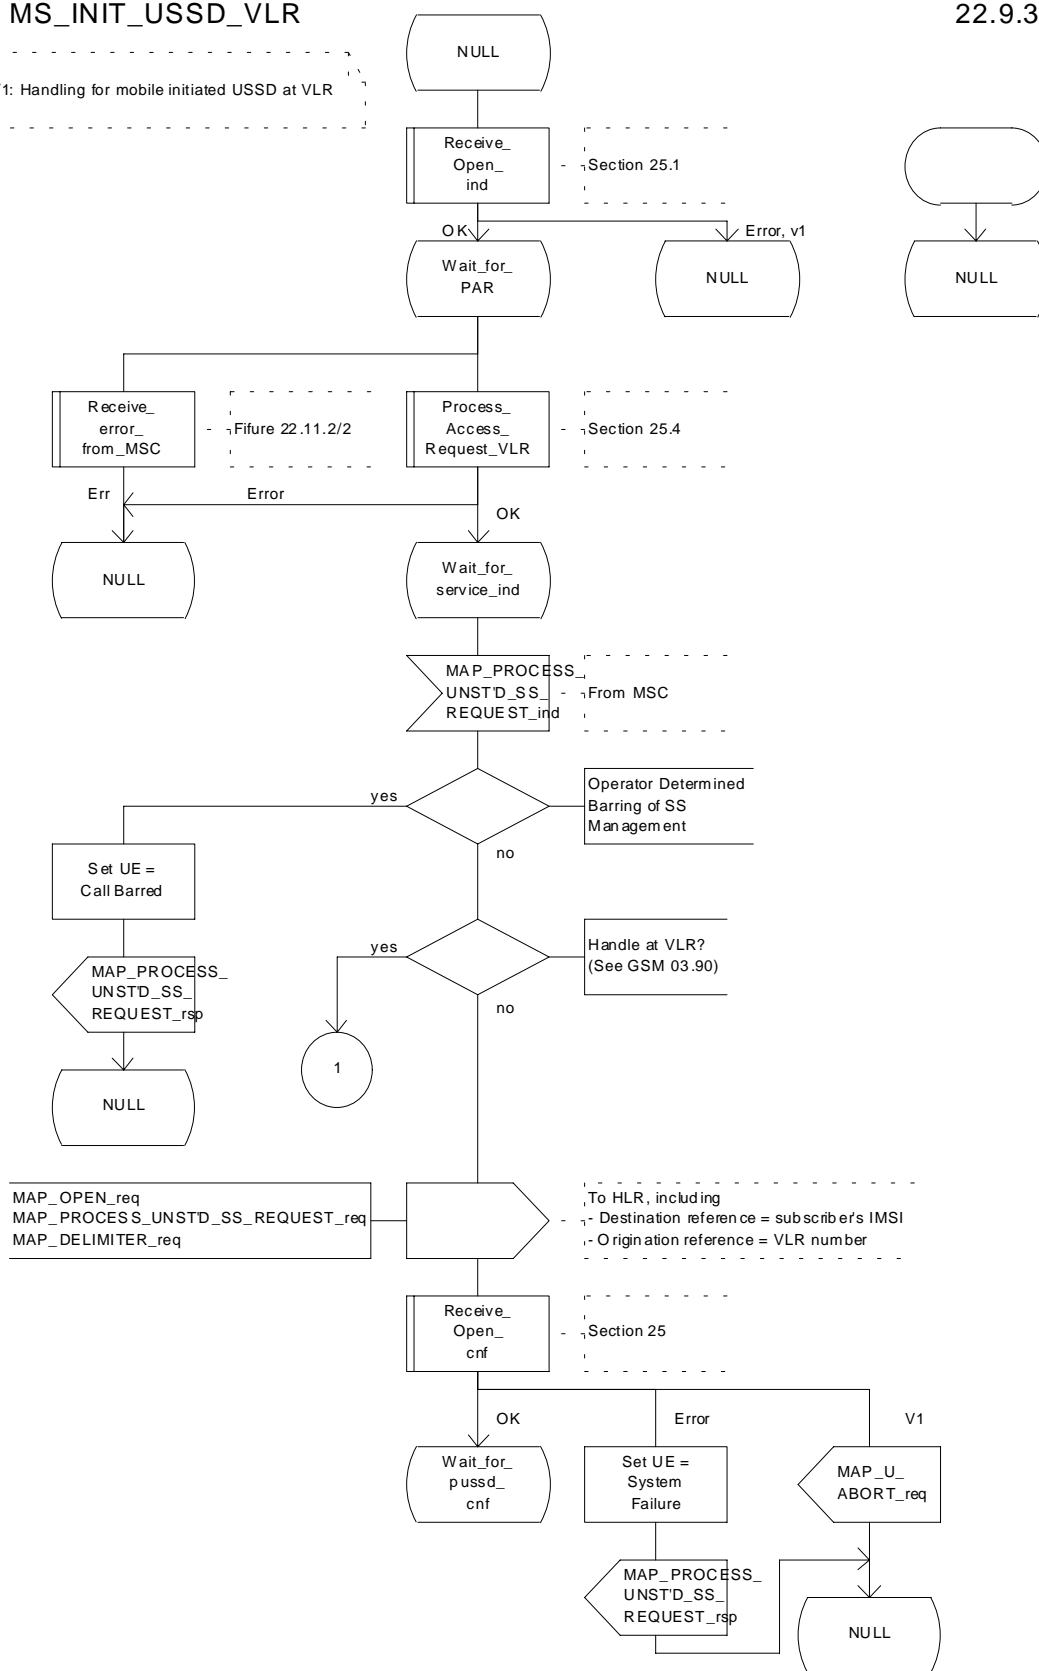 MS_INIT_USSD_VLR
22.9.3
1: Handling for mobile initiated USSD at VLR
NULL
Receive_
Open_
ind
Section 25.1
OK
Error, v1
Wait_for_
PAR
NULL
NULL
Receive_
error_
from_MSC
Fifure 22.11.2/2
Process_
Access_
Request_VLR
Section 25.4
Err
Error
OK
NULL
Wait_for_
service_ind
MAP_PROCESS_
UNST'D_SS_
REQUEST_ind
From MSC
yes
Operator Determined
Barring of SS
Management
no
Set UE =
Call Barred
yes
Handle at VLR?
(See GSM 03.90)
no
MAP_PROCESS_
UNST'D_SS_
REQUEST_rsp
1
NULL
MAP_OPEN_req
MAP_PROCESS_UNST'D_SS_REQUEST_req
MAP_DELIMITER_req
To HLR, including
- Destination reference = subscriber's IMSI
- Origination reference = VLR number
Receive_
Open_
cnf
Section 25
OK
Error
V1
Wait_for_
pussd_
cnf
Set UE =
System
Failure
MAP_U_
ABORT_req
MAP_PROCESS_
UNST'D_SS_
REQUEST_rsp
NULL